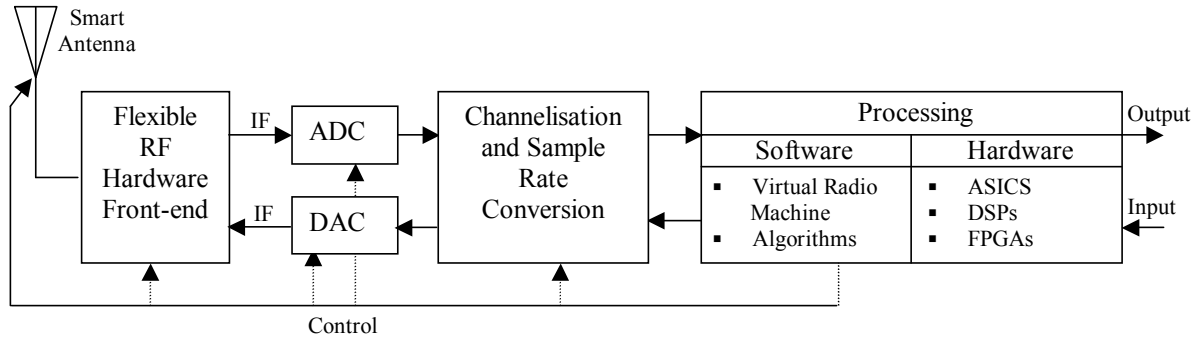 Smart
Antenna
Flexible
RF
Hardware
Front-end
IF
IF
ADC
DAC
Channelisation
and Sample
Rate
Conversion
Processing
Software
Hardware
▪ Virtual Radio
Machine
▪ Algorithms
▪ ASICS
▪ DSPs
▪ FPGAs
Output
Input
Control